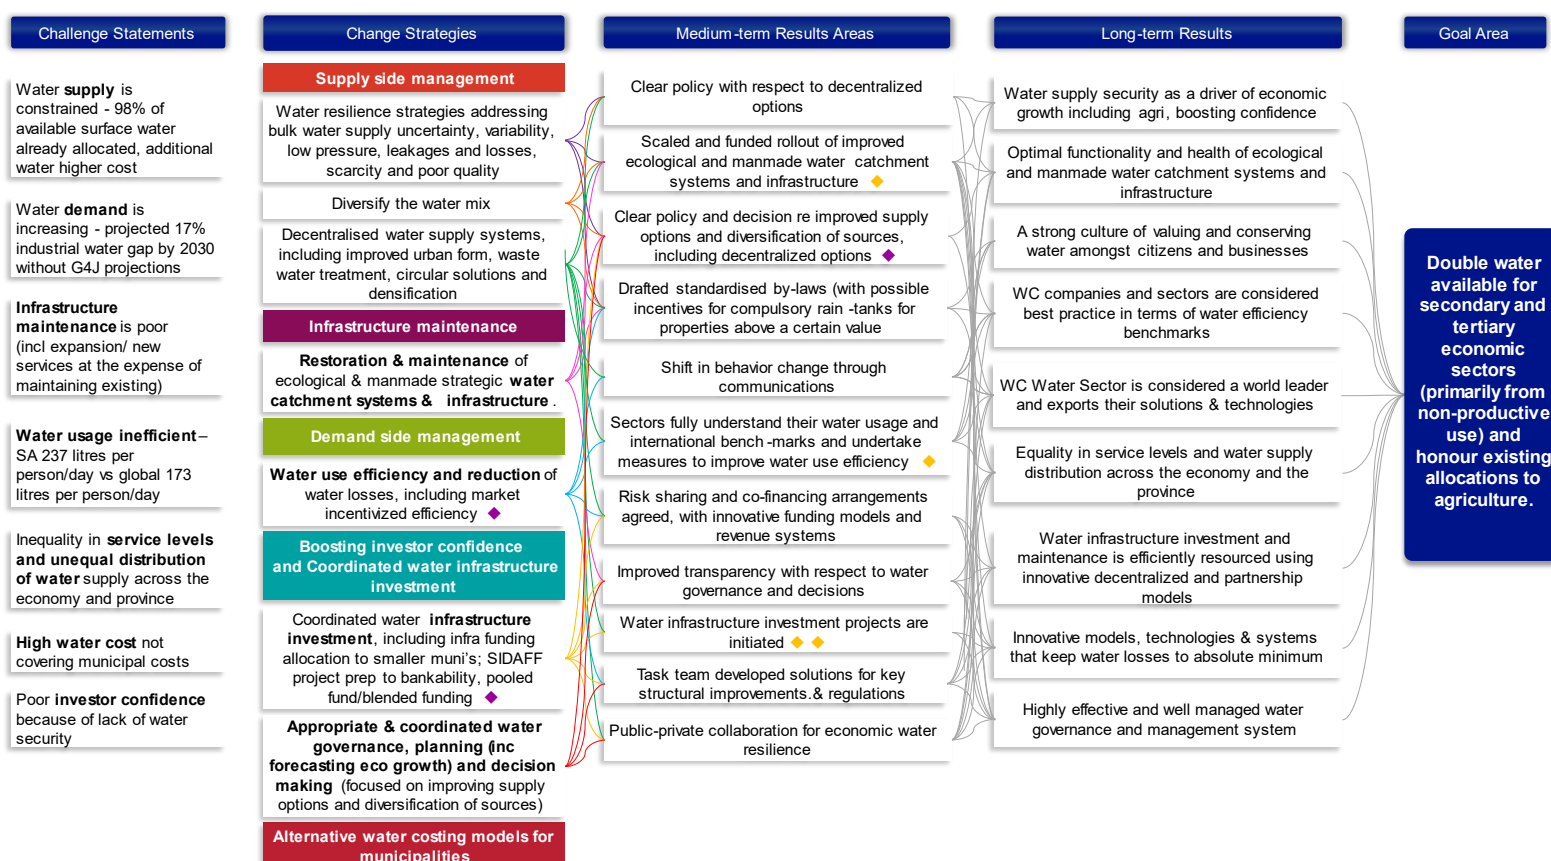 Challenge Statements
Water supply is
constrained - 98% of
available surface water
already allocated, additional
water higher cost
Water demand is
increasing - projected 17%
industrial water gap by 2030
without G4J projections
Infrastructure
maintenance is poor
(incl expansion/ new
services at the expense of
maintaining existing)
Water usage inefficient –
SA 237 litres per
person/day vs global 173
litres per person/day
Inequality in service levels
and unequal distribution
of water supply across the
economy and province
High water cost not
covering municipal costs
Poor investor confidence
because of lack of water
security
Change Strategies
Supply side management
Water resilience strategies addressing
bulk water supply uncertainty, variability,
low pressure, leakages and losses,
scarcity and poor quality
Diversify the water mix
Decentralised water supply systems,
including improved urban form, waste
water treatment, circular solutions and
densification
Infrastructure maintenance
Restoration & maintenance of
ecological & manmade strategic water
catchment systems & infrastructure.
Demand side management
Water use efficiency and reduction of
water losses, including market
incentivized efficiency
Boosting investor confidence
and Coordinated water infrastructure
investment
Coordinated water infrastructure
investment, including infra funding
allocation to smaller muni's; SIDAFF
project prep to bankability, pooled
fund/blended funding
Appropriate & coordinated water
governance, planning (inc
forecasting eco growth) and decision
making (focused on improving supply
options and diversification of sources)
Alternative water costing models for
municipalities
Medium-term Results Areas
Clear policy with respect to decentralized
options
Scaled and funded rollout of improved
ecological and manmade water catchment
systems and infrastructure
Clear policy and decision re improved supply
options and diversification of sources,
including decentralized options
Drafted standardised by-laws (with possible
incentives for compulsory rain -tanks for
properties above a certain value
Shift in behavior change through
communications
Sectors fully understand their water usage and
international bench -marks and undertake
measures to improve water use efficiency
Risk sharing and co-financing arrangements
agreed, with innovative funding models and
revenue systems
Improved transparency with respect to water
governance and decisions
Water infrastructure investment projects are
initiated
Task team developed solutions for key
structural improvements.& regulations
Public-private collaboration for economic water
resilience
Long-term Results
Water supply security as a driver of economic
growth including agri, boosting confidence
Optimal functionality and health of ecological
and manmade water catchment systems and
infrastructure
A strong culture of valuing and conserving
water amongst citizens and businesses
WC companies and sectors are considered
best practice in terms of water efficiency
benchmarks
WC Water Sector is considered a world leader
and exports their solutions & technologies
Equality in service levels and water supply
distribution across the economy and the
province
Water infrastructure investment and
maintenance is efficiently resourced using
innovative decentralized and partnership
models
Innovative models, technologies & systems
that keep water losses to absolute minimum
Highly effective and well managed water
governance and management system
Goal Area
Double water
available for
secondary and
tertiary
economic
sectors
(primarily from
non-productive
use) and
honour existing
allocations to
agriculture.